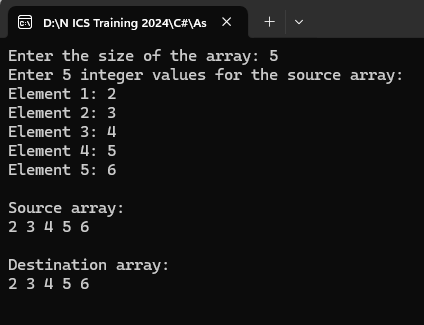 D:\N ICS Training 2024\C#\As
Enter the size of the array: 5
Enter 5 integer values for the source array:
Element 1: 2
Element 2: 3
Element 3: 4
Element 4: 5
Element 5: 6
Source array:
2 3 4 5 6
Destination array:
2 3 4 5 6